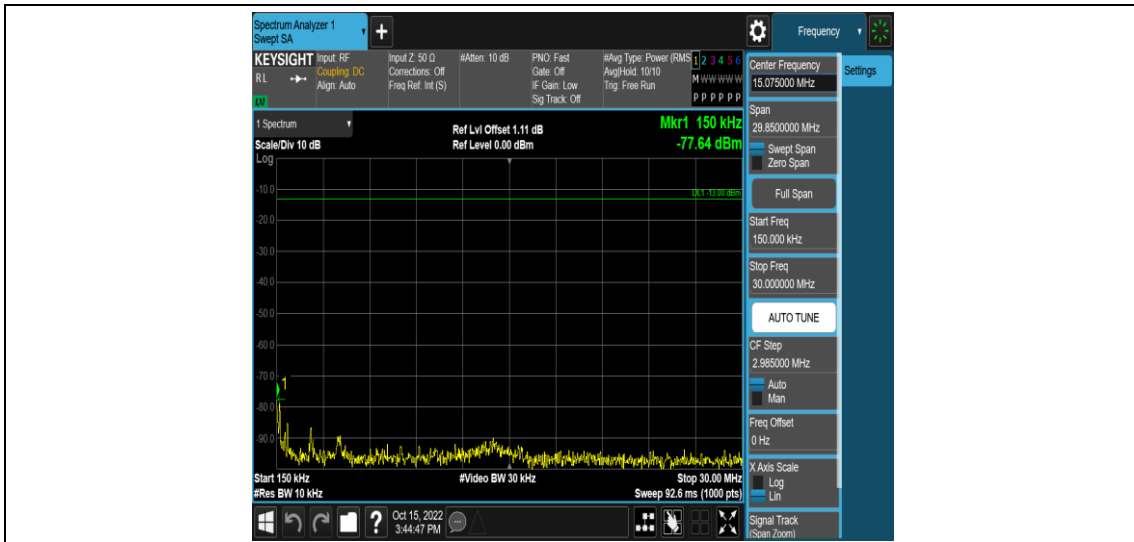 Spectrum Analyzer 1
Swept SA
+
Frequency
KEYSIGHT
RL
LXI
Input: RF
Coupling: DC
Align: Auto
Input Z: 50 Ω
Corrections: Off
Freq Ref: Int (S)
#Atten: 10 dB
PNO: Fast
Gate: Off
IF Gain: Low
Sig Track: Off
#Avg Type: Power (RMS
Avg|Hold: 10/10
Trig: Free Run
1 2 3 4 5 6
M W W W W W
P P P P P P
1 Spectrum
Scale/Div 10 dB
Ref Lvl Offset 1.11 dB
Ref Level 0.00 dBm
Mkr1 150 kHz
-77.64 dBm
Log
DL1 -13.00 dBm
-10.0
-20.0
-30.0
-40.0
-50.0
-60.0
-70.0
1
-80.0
-90.0
Start 150 kHz
#Video BW 30 kHz
Stop 30.00 MHz
#Res BW 10 kHz
Sweep 92.6 ms (1000 pts)
Center Frequency
15.075000 MHz
Settings
Span
29.8500000 MHz
Swept Span
Zero Span
Full Span
Start Freq
150.000 kHz
Stop Freq
30.000000 MHz
AUTO TUNE
CF Step
2.985000 MHz
Auto
Man
Freq Offset
0 Hz
X Axis Scale
Log
Lin
Signal Track
(Span Zoom)
?
Oct 15, 2022
3:44:47 PM